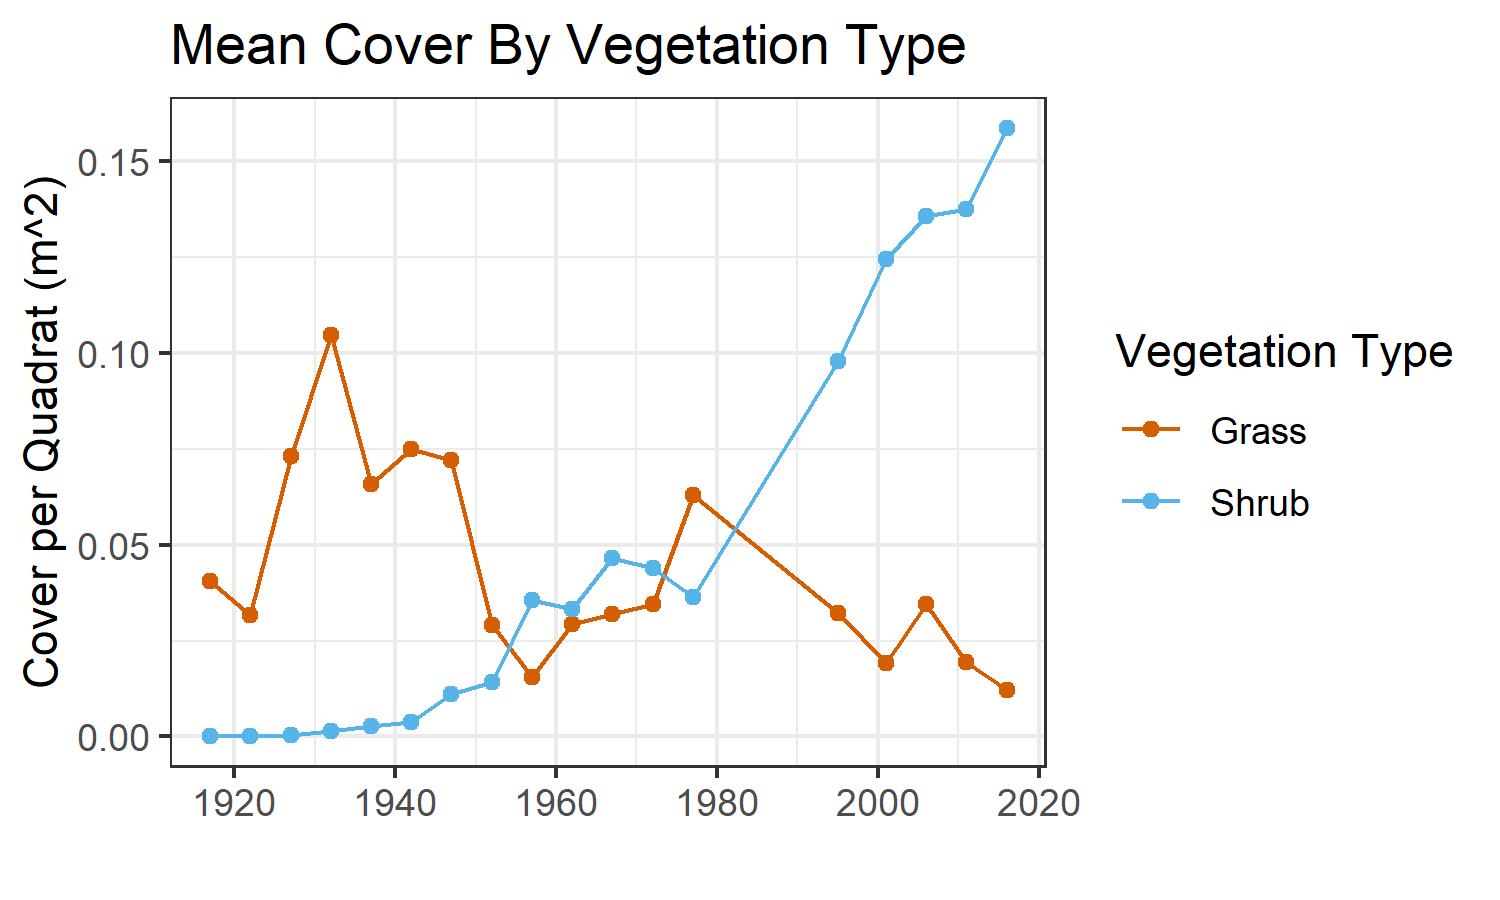 Mean Cover By Vegetation Type
Cover per Quadrat (m^2)
0.15
0.10
0.05
0.00
1920 1940 1960 1980 2000 2020
Vegetation Type
Grass
Shrub